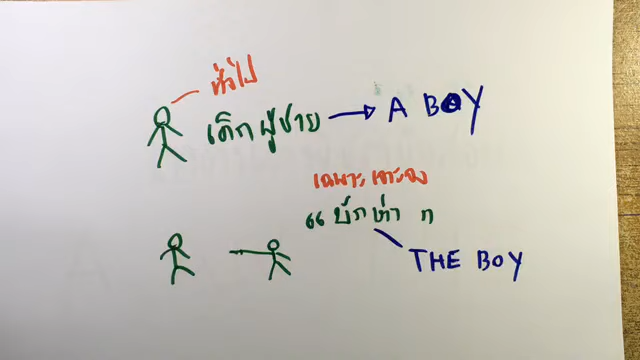 ทั่วไป
เด็กผู้ชาย → A BOY
เฉพาะเจาะจง
“ บักห่า ”
THE BOY